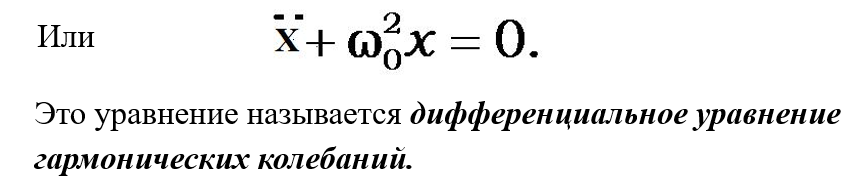 Или ẍ + ω₀²x = 0.
Это уравнение называется дифференциальное уравнение
гармонических колебаний.